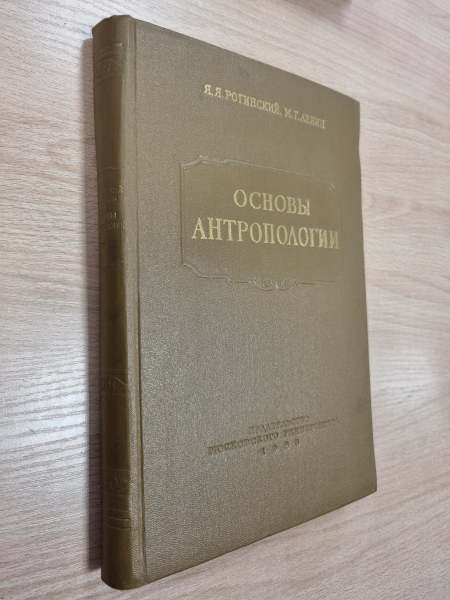 Я.Я.РОГИНСКИЙ, М.Г.ЛЕВИН
ОСНОВЫ
АНТРОПОЛОГИИ
ИЗДАТЕЛЬСТВО
МОСКОВСКОГО УНИВЕРСИТЕТА